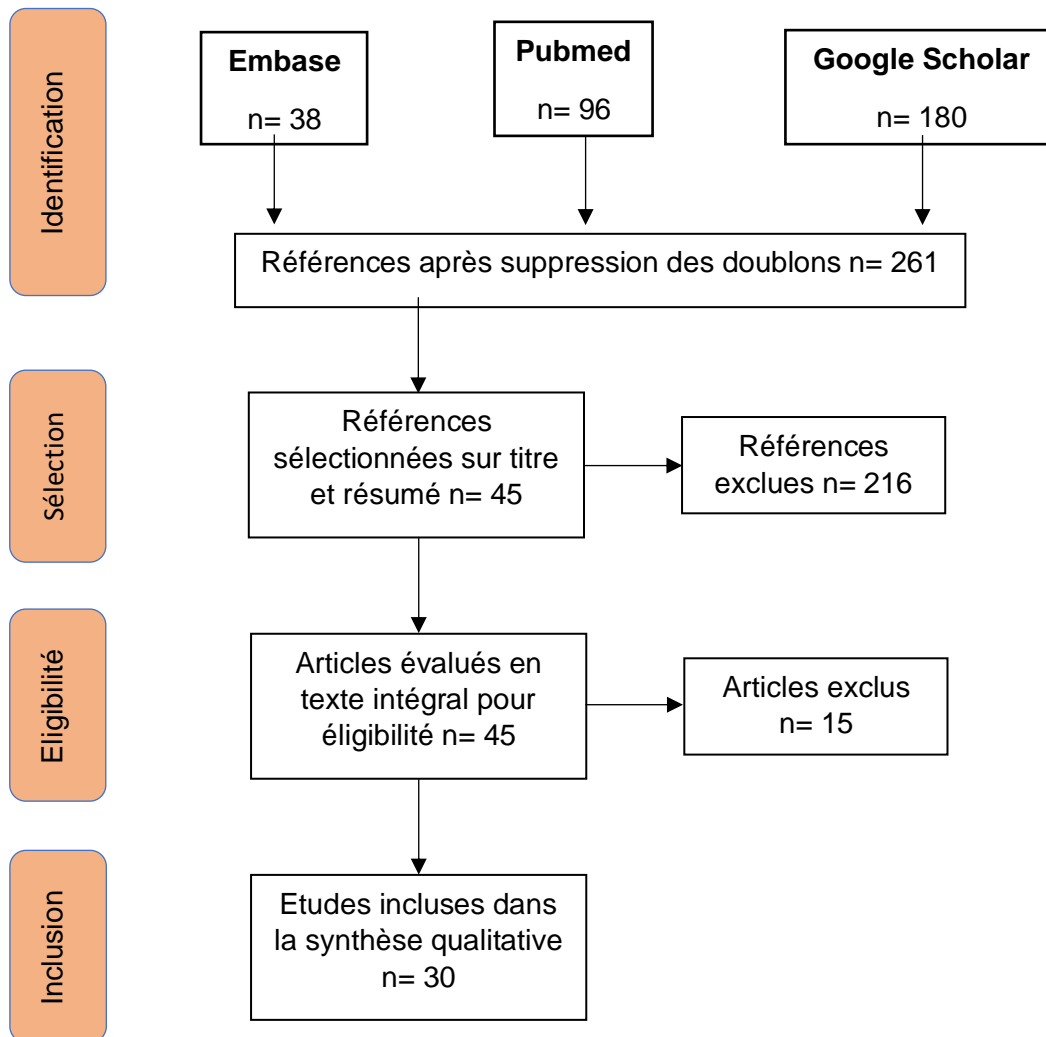 Identification
Embase
n= 38
Pubmed
n= 96
Google Scholar
n= 180
Références après suppression des doublons n= 261
Sélection
Références
sélectionnées sur titre
et résumé n= 45
Références
exclues n= 216
Eligibilité
Articles évalués en
texte intégral pour
éligibilité n= 45
Articles exclus
n= 15
Inclusion
Etudes incluses dans
la synthèse qualitative
n= 30